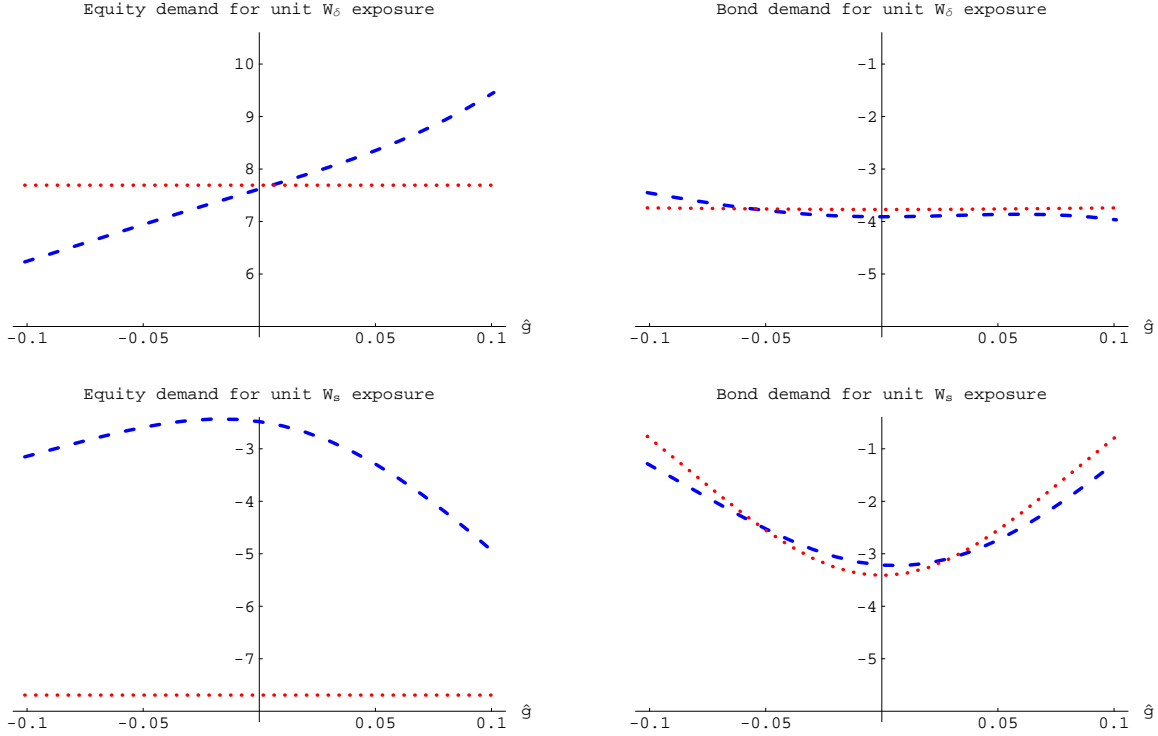 Equity demand for unit W_δ exposure
10
9
8
7
6
-0.1 -0.05 0.05 0.1 ĝ
Bond demand for unit W_δ exposure
-1
-2
-3
-4
-5
-0.1 -0.05 0.05 0.1 ĝ
Equity demand for unit W_s exposure
-3
-4
-5
-6
-7
-0.1 -0.05 0.05 0.1 ĝ
Bond demand for unit W_s exposure
-1
-2
-3
-4
-5
-0.1 -0.05 0.05 0.1 ĝ